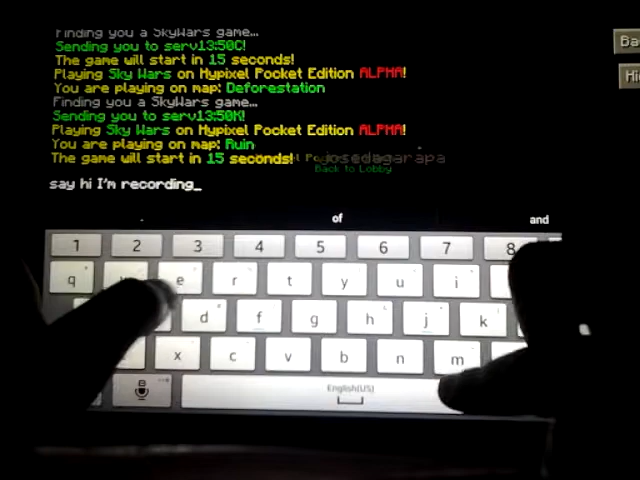 Finding you a SkyWars game...
Sending you to serv13:50C!
The game will start in 15 seconds!
Playing Sky Wars on Hypixel Pocket Edition ALPHA!
You are playing on map: Deforestation
Finding you a SkyWars game...
Sending you to serv13:50K!
Playing Sky Wars on Hypixel Pocket Edition ALPHA!
You are playing on map: Ruin
The game will start in 15 seconds!
Back to Lobby
say hi I'm recording_
of and
1 2 3 4 5 6 7 8
q e r t y u i
d f g h j k
x c v b n m
English(US)